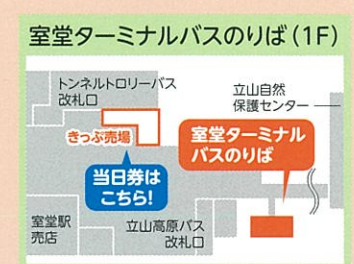 室堂ターミナルバスのりば(1F)
トンネルトロリーバス
改札口
立山自然
保護センター
きっぷ売場
室堂ターミナル
バスのりば
当日券は
こちら!
室堂駅
売店
立山高原バス
改札口